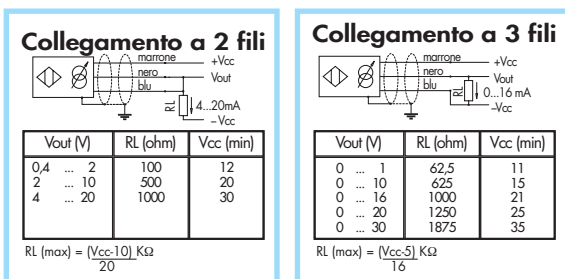 Collegamento a 2 fili
marrone
+Vcc
nero
Vout
blu
RL
4...20mA
–Vcc
Vout (V) RL (ohm) Vcc (min)
0,4 ... 2 100 12
2 ... 10 500 20
4 ... 20 1000 30
RL (max) = (Vcc-10) KΩ
20
Collegamento a 3 fili
marrone
+Vcc
nero
Vout
blu
RL
0...16 mA
–Vcc
Vout (V) RL (ohm) Vcc (min)
0 ... 1 62,5 11
0 ... 10 625 15
0 ... 16 1000 21
0 ... 20 1250 25
0 ... 30 1875 35
RL (max) = (Vcc-5) KΩ
16